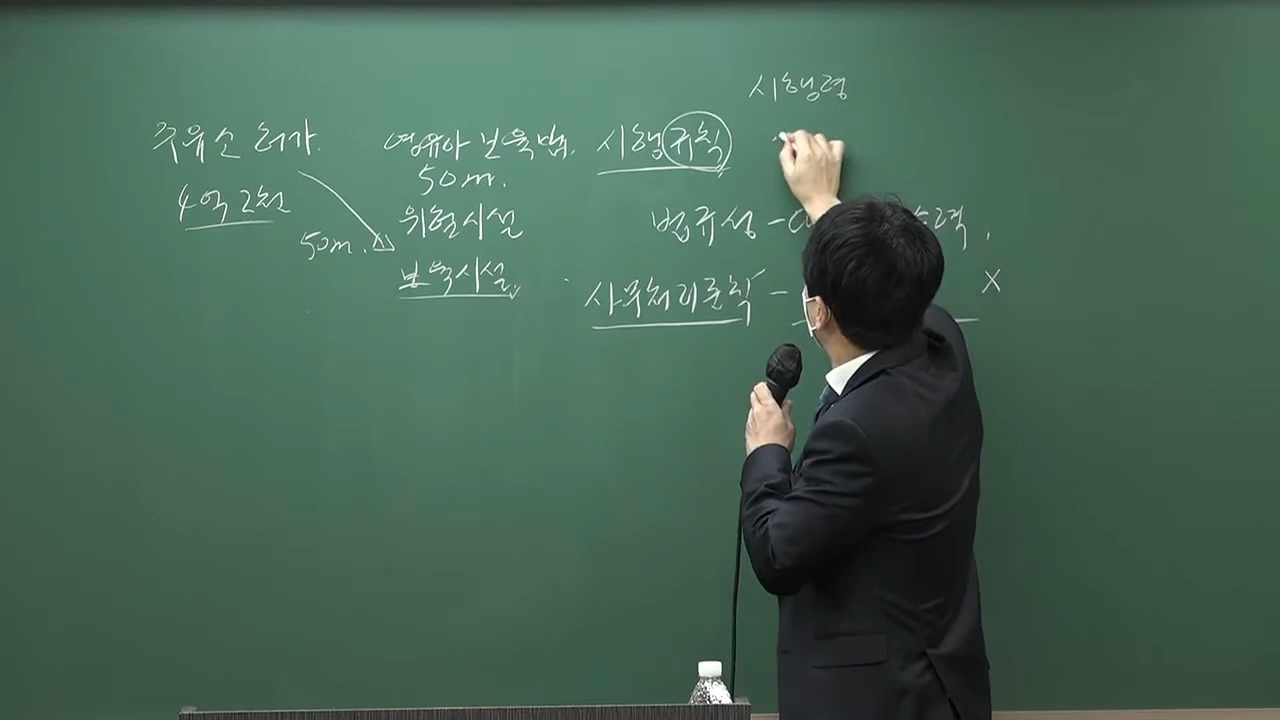 시행령
주유소 허가. 영유아 보육법. 시행규칙
4억 2천 50m.
50m. 위험시설 법규성 -
보육시설 사무처리준칙 - X